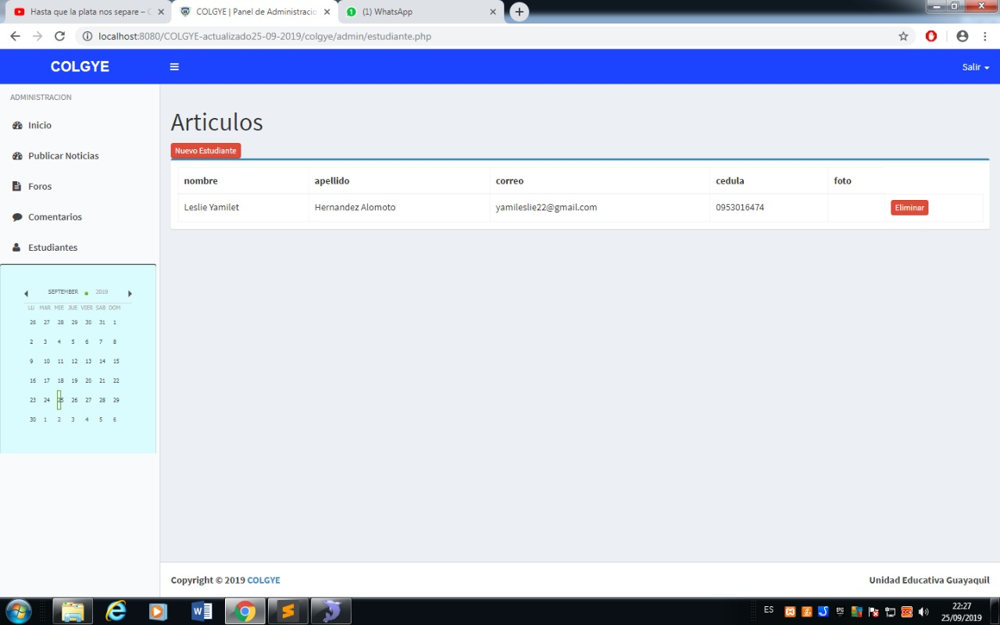 Hasta que la plata nos separe – C
COLGYE | Panel de Administracio
(1) WhatsApp
localhost:8080/COLGYE-actualizado25-09-2019/colgye/admin/estudiante.php
COLGYE
Salir
ADMINISTRACION
Inicio
Publicar Noticias
Foros
Comentarios
Estudiantes
SEPTEMBER 2019
LU MAR MIE JUE VIER SAB DOM
26 27 28 29 30 31 1
2 3 4 5 6 7 8
9 10 11 12 13 14 15
16 17 18 19 20 21 22
23 24 25 26 27 28 29
30 1 2 3 4 5 6
Articulos
Nuevo Estudiante
nombre apellido correo cedula foto
Leslie Yamilet Hernandez Alomoto yamileslie22@gmail.com 0953016474 Eliminar
Copyright © 2019 COLGYE
Unidad Educativa Guayaquil
ES
22:27
25/09/2019